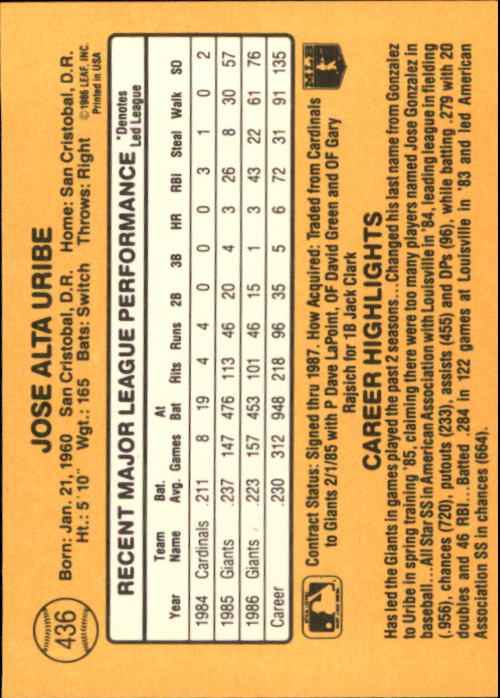 436
JOSE ALTA URIBE
Born: Jan. 21, 1960 San Cristobal, D.R. Home: San Cristobal, D.R.
Ht.: 5' 10" Wgt.: 165 Bats: Switch Throws: Right
© 1986 LEAF, INC.
Printed in USA
RECENT MAJOR LEAGUE PERFORMANCE
*Denotes
Led League
Year Team Name Bat. Avg. Games At Bat Hits Runs 2B 3B HR RBI Steal Walk SO
1984 Cardinals .211 8 19 4 4 0 0 0 3 1 0 2
1985 Giants .237 147 476 113 46 20 4 3 26 8 30 57
1986 Giants .223 157 453 101 46 15 1 3 43 22 61 76
Career .230 312 948 218 96 35 5 6 72 31 91 135
Contract Status: Signed thru 1987. How Acquired: Traded from Cardinals
to Giants 2/1/85 with P Dave LaPoint, OF David Green and OF Gary
Rajsich for 1B Jack Clark
MLB
CAREER HIGHLIGHTS
Has led the Giants in games played the past 2 seasons...Changed his last name from Gonzalez
to Uribe in spring training '85, claiming there were too many players named Jose Gonzalez in
baseball...All Star SS in American Association with Louisville in '84, leading league in fielding
(.956), chances (720), putouts (233), assists (455) and DPs (96), while batting .279 with 20
doubles and 46 RBI...Batted .284 in 122 games at Louisville in '83 and led American
Association SS in chances (664).